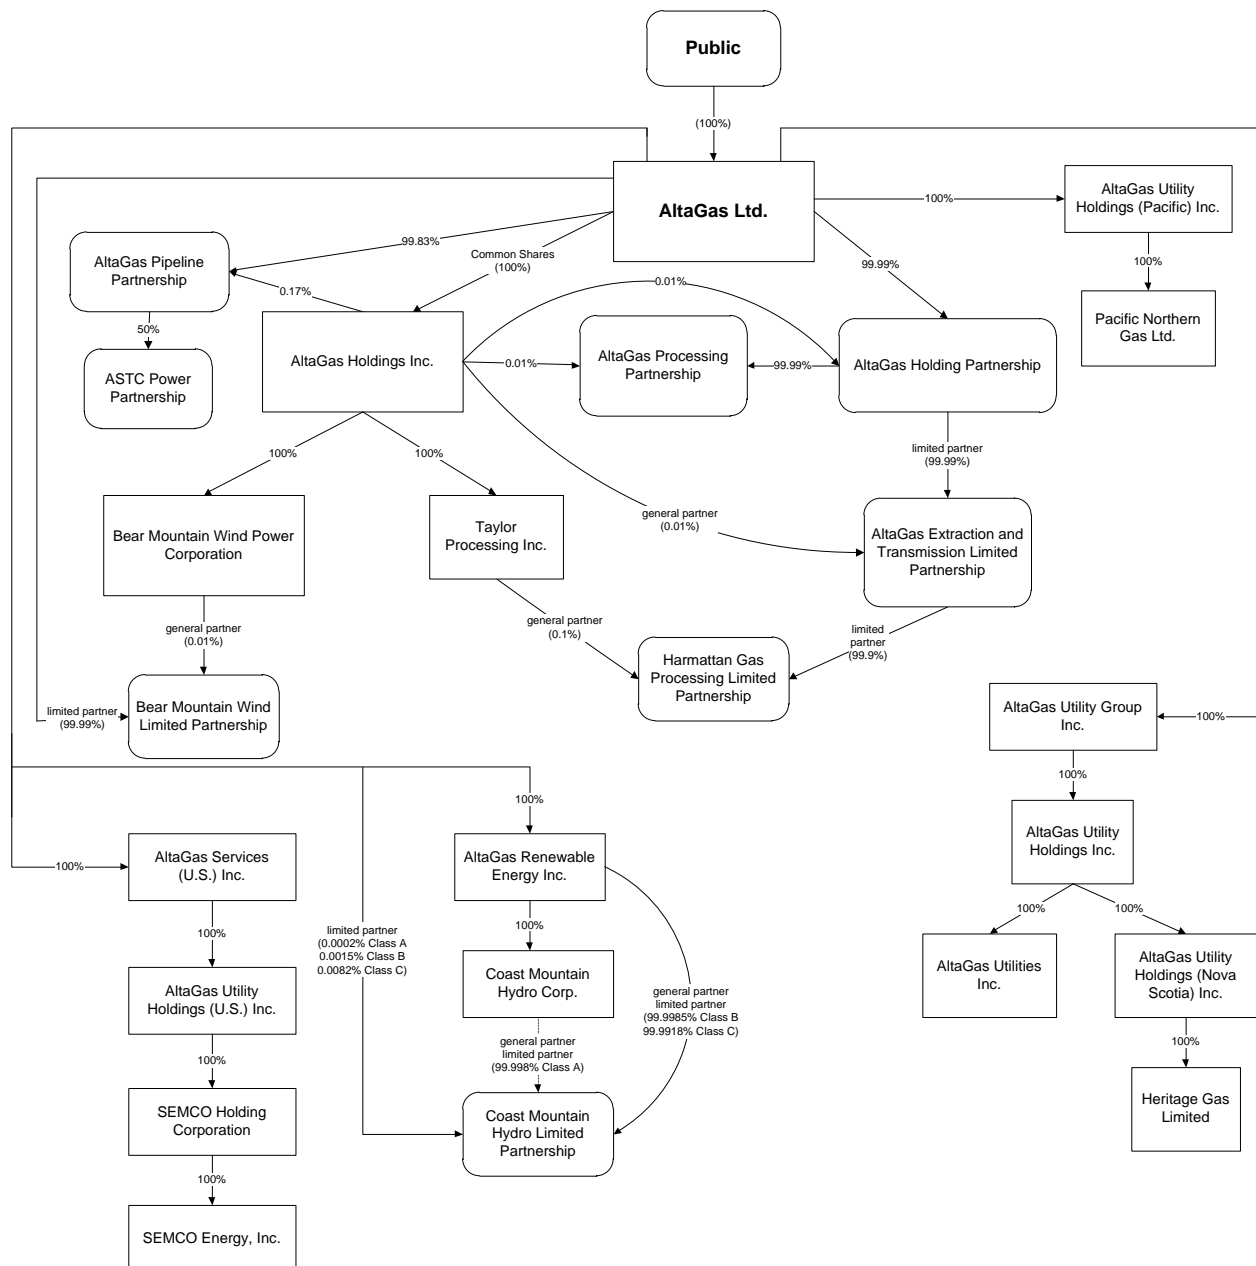 Public
(100%)
AltaGas Ltd.
100%
AltaGas Utility
Holdings (Pacific) Inc.
99.83%
Common Shares
(100%)
99.99%
AltaGas Pipeline
Partnership
100%
0.17%
0.01%
Pacific Northern
Gas Ltd.
50%
AltaGas Holdings Inc.
0.01%
AltaGas Processing
Partnership
99.99%
AltaGas Holding Partnership
ASTC Power
Partnership
100%
100%
limited partner
(99.99%)
general partner
(0.01%)
Bear Mountain Wind Power
Corporation
Taylor
Processing Inc.
AltaGas Extraction and
Transmission Limited
Partnership
general partner
(0.01%)
general partner
(0.1%)
limited
partner
(99.9%)
Harmattan Gas
Processing Limited
Partnership
limited partner
(99.99%)
Bear Mountain Wind
Limited Partnership
AltaGas Utility Group
Inc.
100%
100%
100%
AltaGas Utility
Holdings Inc.
100%
AltaGas Services
(U.S.) Inc.
AltaGas Renewable
Energy Inc.
100%
100%
100%
100%
limited partner
(0.0002% Class A
0.0015% Class B
0.0082% Class C)
AltaGas Utilities
Inc.
AltaGas Utility
Holdings (Nova
Scotia) Inc.
AltaGas Utility
Holdings (U.S.) Inc.
Coast Mountain
Hydro Corp.
general partner
limited partner
(99.9985% Class B
99.9918% Class C)
100%
general partner
limited partner
(99.998% Class A)
100%
SEMCO Holding
Corporation
Coast Mountain
Hydro Limited
Partnership
Heritage Gas
Limited
100%
SEMCO Energy, Inc.